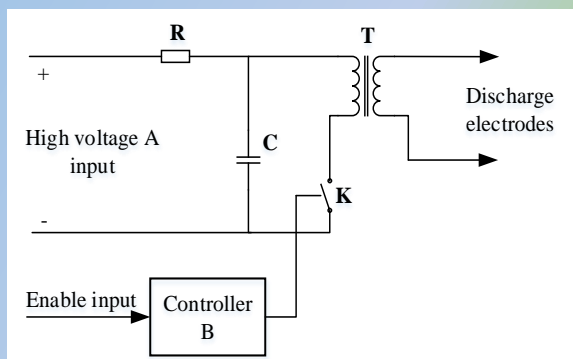 R
T
+
High voltage A
input
C
Discharge
electrodes
K
-
Enable input
Controller
B